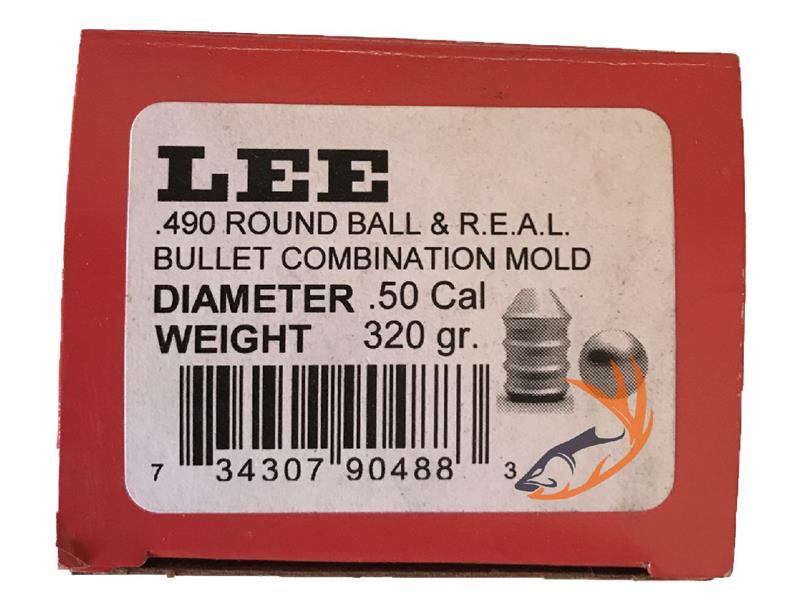 LEE
.490 ROUND BALL & R.E.A.L.
BULLET COMBINATION MOLD
DIAMETER .50 Cal
WEIGHT 320 gr.
7 34307 90488 3